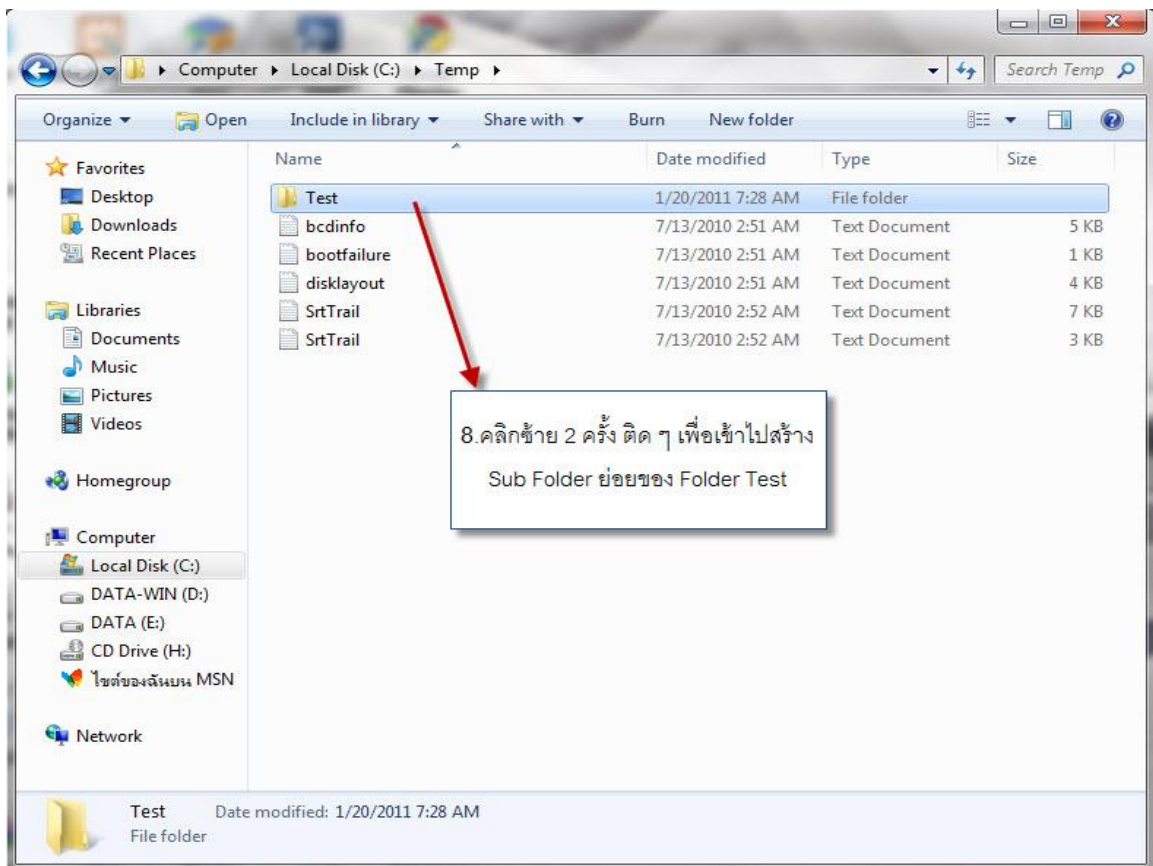 Computer Local Disk (C:) Temp
Search Temp
Organize Open Include in library Share with Burn New folder
Name Date modified Type Size
Test 1/20/2011 7:28 AM File folder
bcdinfo 7/13/2010 2:51 AM Text Document 5 KB
bootfailure 7/13/2010 2:51 AM Text Document 1 KB
disklayout 7/13/2010 2:51 AM Text Document 4 KB
SrtTrail 7/13/2010 2:52 AM Text Document 7 KB
SrtTrail 7/13/2010 2:52 AM Text Document 3 KB
Favorites
Desktop
Downloads
Recent Places
Libraries
Documents
Music
Pictures
Videos
Homegroup
Computer
Local Disk (C:)
DATA-WIN (D:)
DATA (E:)
CD Drive (H:)
ไซต์ของฉันบน MSN
Network
8.คลิกซ้าย 2 ครั้ง ติด ๆ เพื่อเข้าไปสร้าง
Sub Folder ย่อยของ Folder Test
Test Date modified: 1/20/2011 7:28 AM
File folder